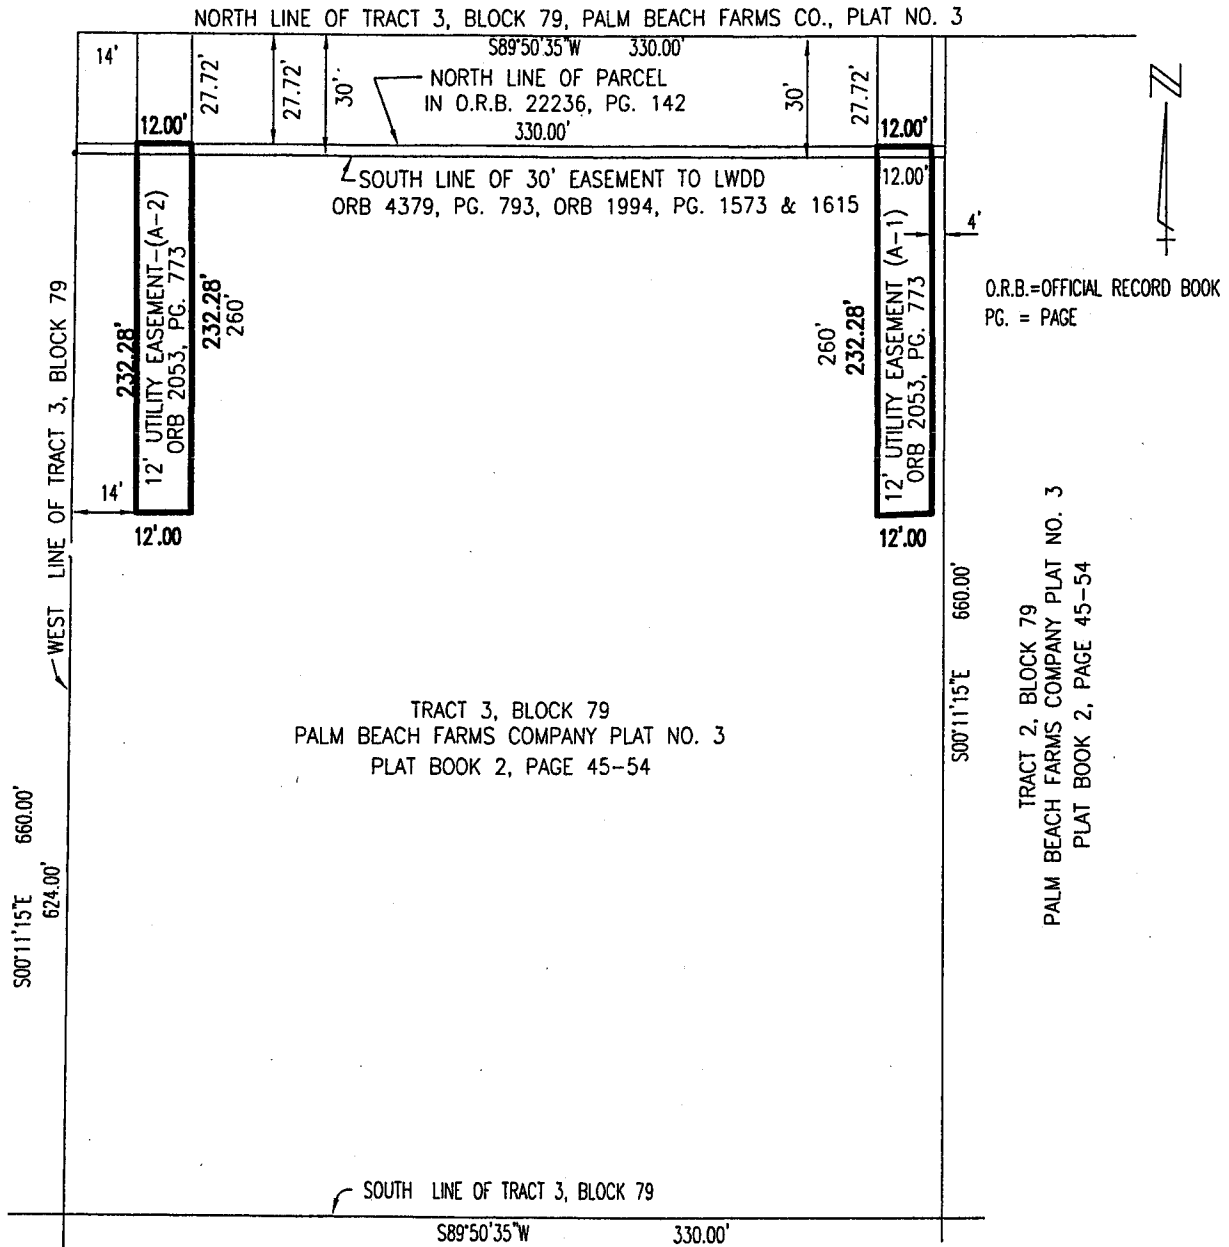 NORTH LINE OF TRACT 3, BLOCK 79, PALM BEACH FARMS CO., PLAT NO. 3
S89°50'35"W 330.00'
14'
27.72'
27.72'
30'
NORTH LINE OF PARCEL
IN O.R.B. 22236, PG. 142
330.00'
30'
27.72'
12.00'
12.00'
12.00'
SOUTH LINE OF 30' EASEMENT TO LWDD
ORB 4379, PG. 793, ORB 1994, PG. 1573 & 1615
4'
N
O.R.B.=OFFICIAL RECORD BOOK
PG. = PAGE
WEST LINE OF TRACT 3, BLOCK 79
232.28'
12' UTILITY EASEMENT-(A-2)
ORB 2053, PG. 773
232.28'
260'
260'
232.28'
12' UTILITY EASEMENT (A-1)
ORB 2053, PG. 773
14'
12'.00
12'.00
S00°11'15"E 660.00'
TRACT 2, BLOCK 79
PALM BEACH FARMS COMPANY PLAT NO. 3
PLAT BOOK 2, PAGE 45-54
TRACT 3, BLOCK 79
PALM BEACH FARMS COMPANY PLAT NO. 3
PLAT BOOK 2, PAGE 45-54
S00°11'15"E 660.00'
624.00'
SOUTH LINE OF TRACT 3, BLOCK 79
S89°50'35"W 330.00'